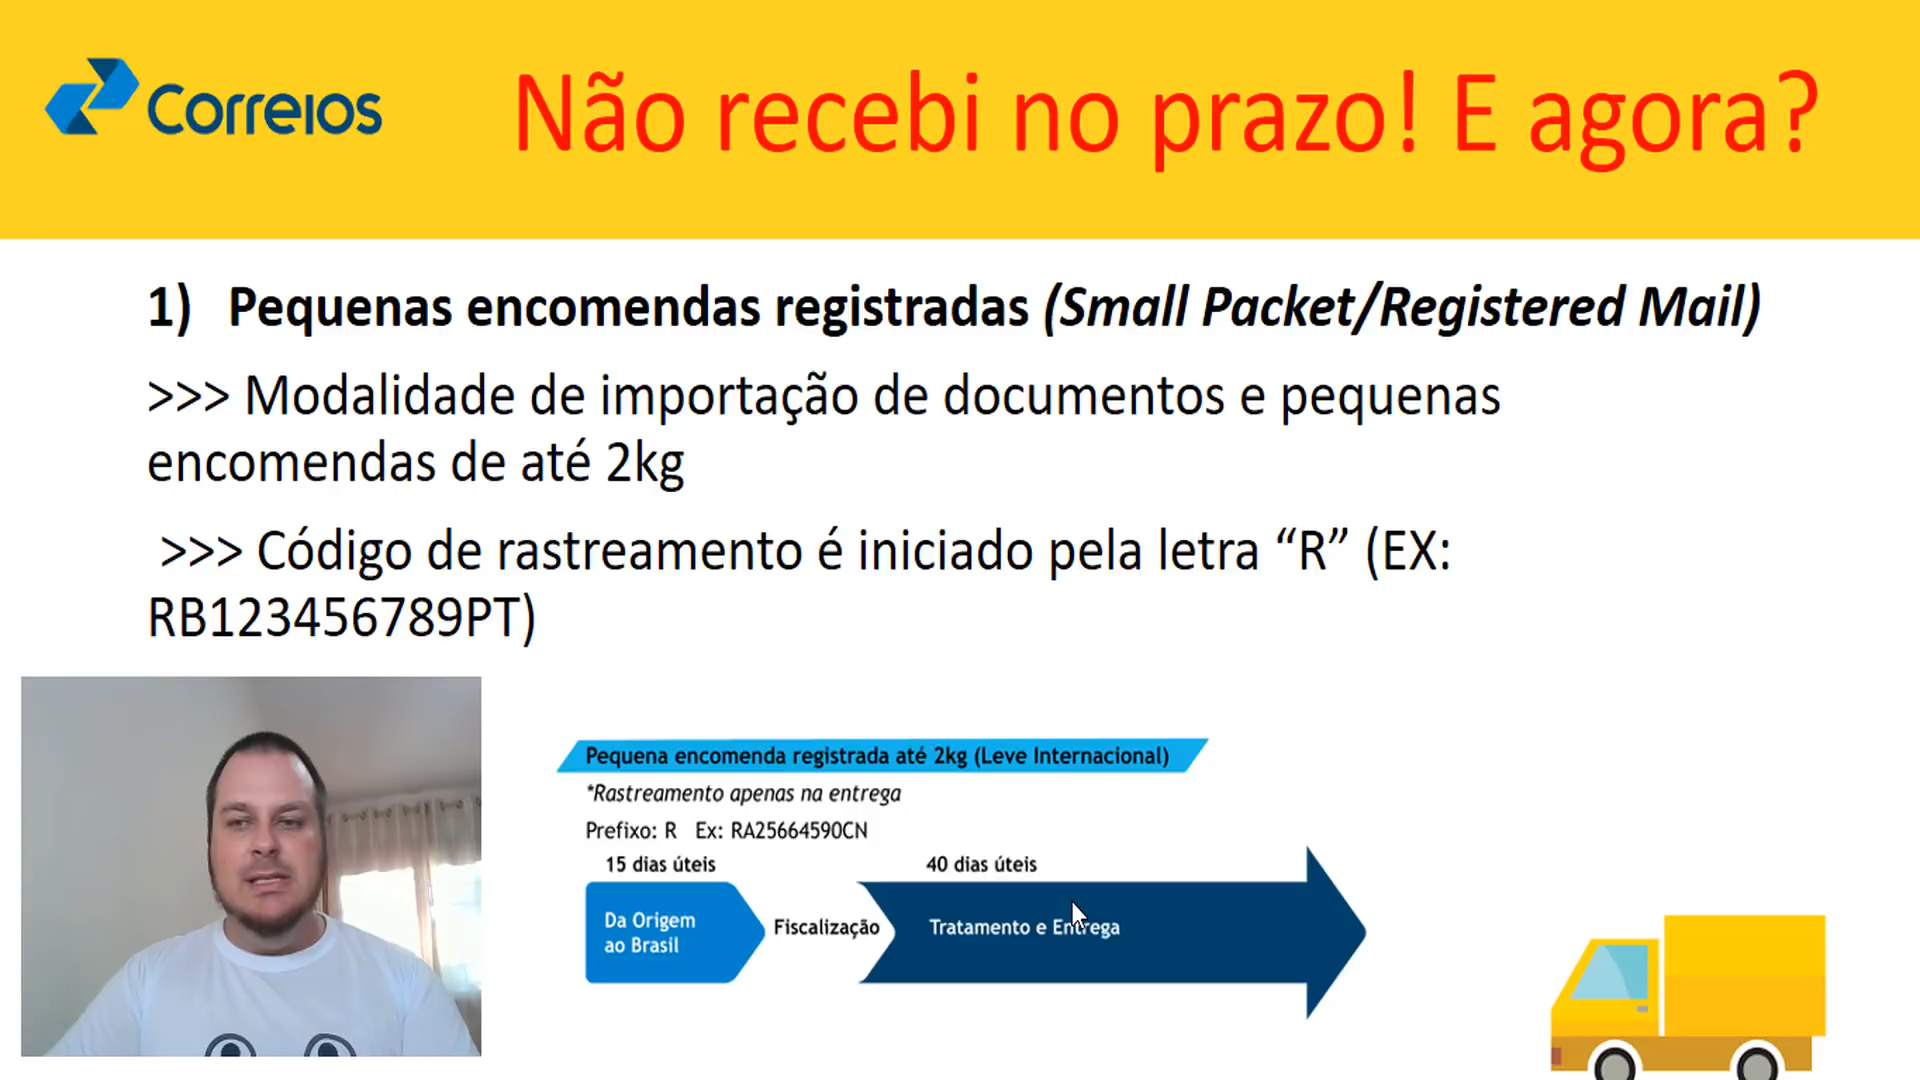 Correios
Não recebi no prazo! E agora?
1) Pequenas encomendas registradas (Small Packet/Registered Mail)
>>> Modalidade de importação de documentos e pequenas
encomendas de até 2kg
>>> Código de rastreamento é iniciado pela letra “R” (EX:
RB123456789PT)
Pequena encomenda registrada até 2kg (Leve Internacional)
*Rastreamento apenas na entrega
Prefixo: R Ex: RA25664590CN
15 dias úteis
40 dias úteis
Da Origem
ao Brasil
Fiscalização
Tratamento e Entrega